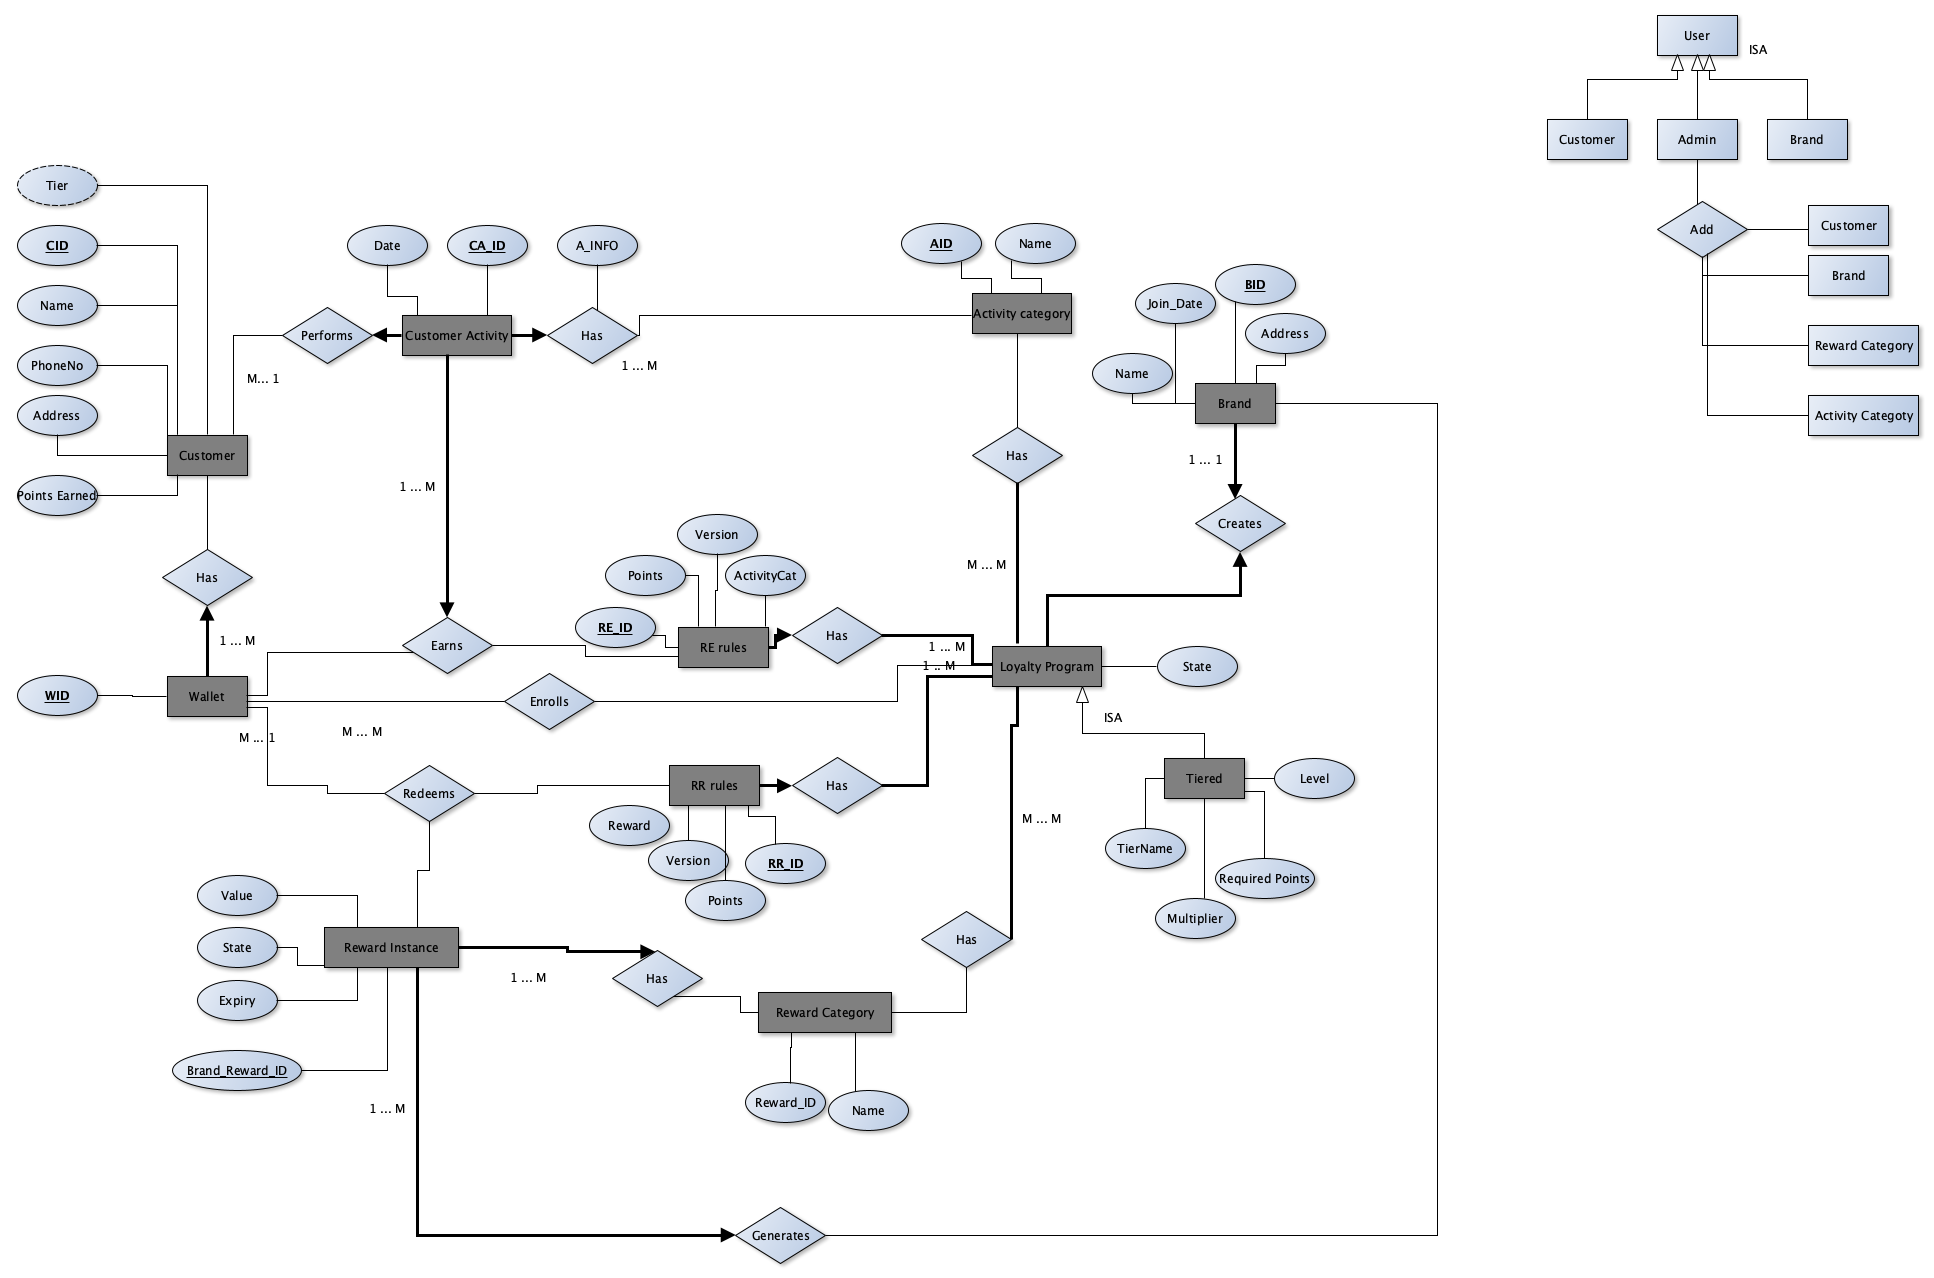 User
ISA
Customer
Admin
Brand
Add
Customer
Brand
Reward Category
Activity Categoty
Tier
CID
Name
PhoneNo
Address
Points Earned
Customer
Date
CA_ID
A_INFO
Performs
Customer Activity
Has
M... 1
1 ... M
AID
Name
Activity category
Join_Date
BID
Address
Name
Brand
1 ... 1
Creates
Has
M ... M
1 ... M
Has
1 ... M
WID
Wallet
Earns
Version
Points
ActivityCat
RE_ID
RE rules
Has
1 ... M
1 .. M
Loyalty Program
State
ISA
Enrolls
M ... M
M ... 1
Redeems
RR rules
Has
Reward
Version
RR_ID
Points
Tiered
Level
TierName
Required Points
Multiplier
M ... M
Value
State
Expiry
Brand_Reward_ID
Reward Instance
1 ... M
Has
Has
Reward Category
Reward_ID
Name
1 ... M
Generates